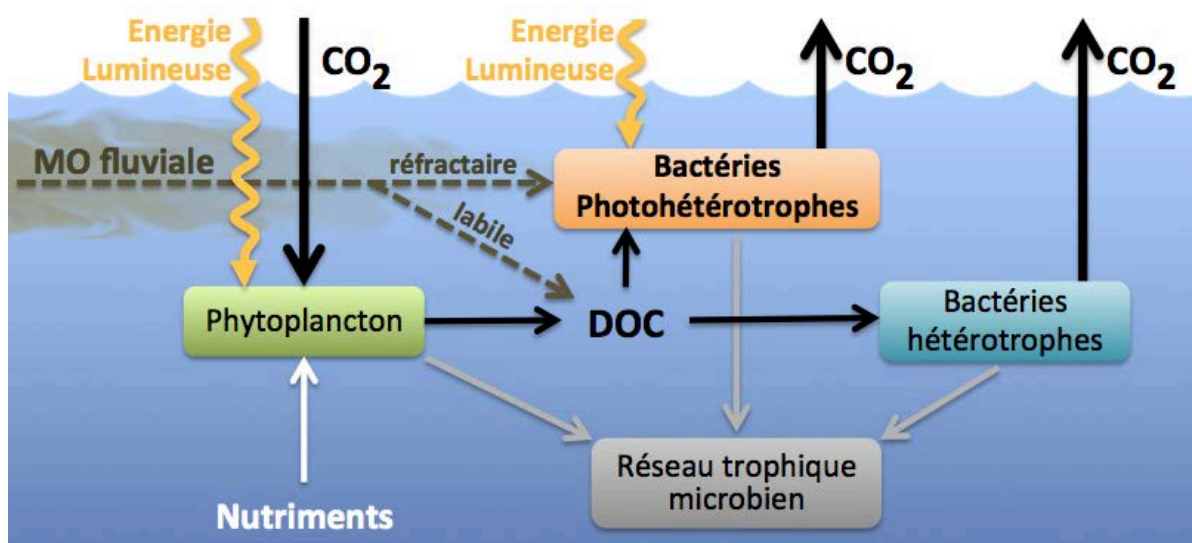 Energie
Lumineuse
CO2
Energie
Lumineuse
CO2
CO2
MO fluviale
réfractaire
labile
Bactéries
Photohétérotrophes
Phytoplancton
DOC
Bactéries
hétérotrophes
Réseau trophique
microbien
Nutriments